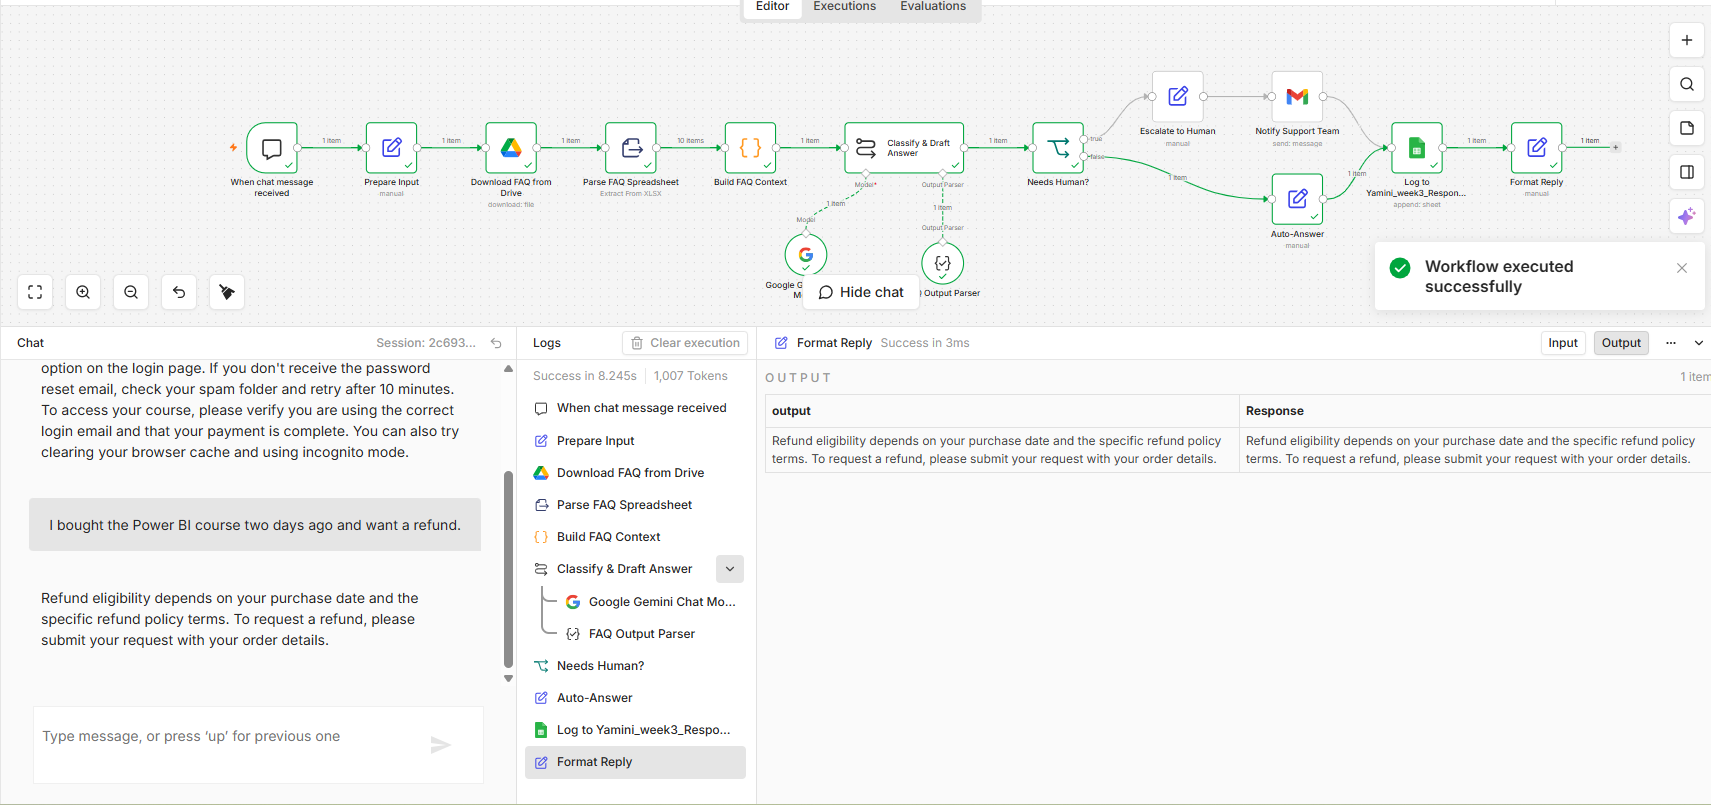 Editor Executions Evaluations
When chat message
received
1 item
Prepare Input
manual
1 item
Download FAQ from
Drive
download: file
1 item
Parse FAQ Spreadsheet
Extract From XLSX
10 items
Build FAQ Context
1 item
Classify & Draft
Answer
Model*
Output Parser
1 item
1 item
Model
Output Parser
Output Parser
1 item
Needs Human?
true
false
Escalate to Human
manual
Notify Support Team
send: message
1 item
Auto-Answer
manual
1 item
Log to
Yamini_week3_Respon...
append: sheet
1 item
Format Reply
manual
1 item
Hide chat
Workflow executed
successfully
Chat
Session: 2c693...
option on the login page. If you don't receive the password
reset email, check your spam folder and retry after 10 minutes.
To access your course, please verify you are using the correct
login email and that your payment is complete. You can also try
clearing your browser cache and using incognito mode.
I bought the Power BI course two days ago and want a refund.
Refund eligibility depends on your purchase date and the
specific refund policy terms. To request a refund, please
submit your request with your order details.
Type message, or press ‘up’ for previous one
Logs
Clear execution
Success in 8.245s 1,007 Tokens
When chat message received
Prepare Input
Download FAQ from Drive
Parse FAQ Spreadsheet
Build FAQ Context
Classify & Draft Answer
Google Gemini Chat Mo...
FAQ Output Parser
Needs Human?
Auto-Answer
Log to Yamini_week3_Respo...
Format Reply
Format Reply Success in 3ms
Input Output
OUTPUT
1 item
output
Response
Refund eligibility depends on your purchase date and the specific refund policy
terms. To request a refund, please submit your request with your order details.
Refund eligibility depends on your purchase date and the specific refund policy
terms. To request a refund, please submit your request with your order details.